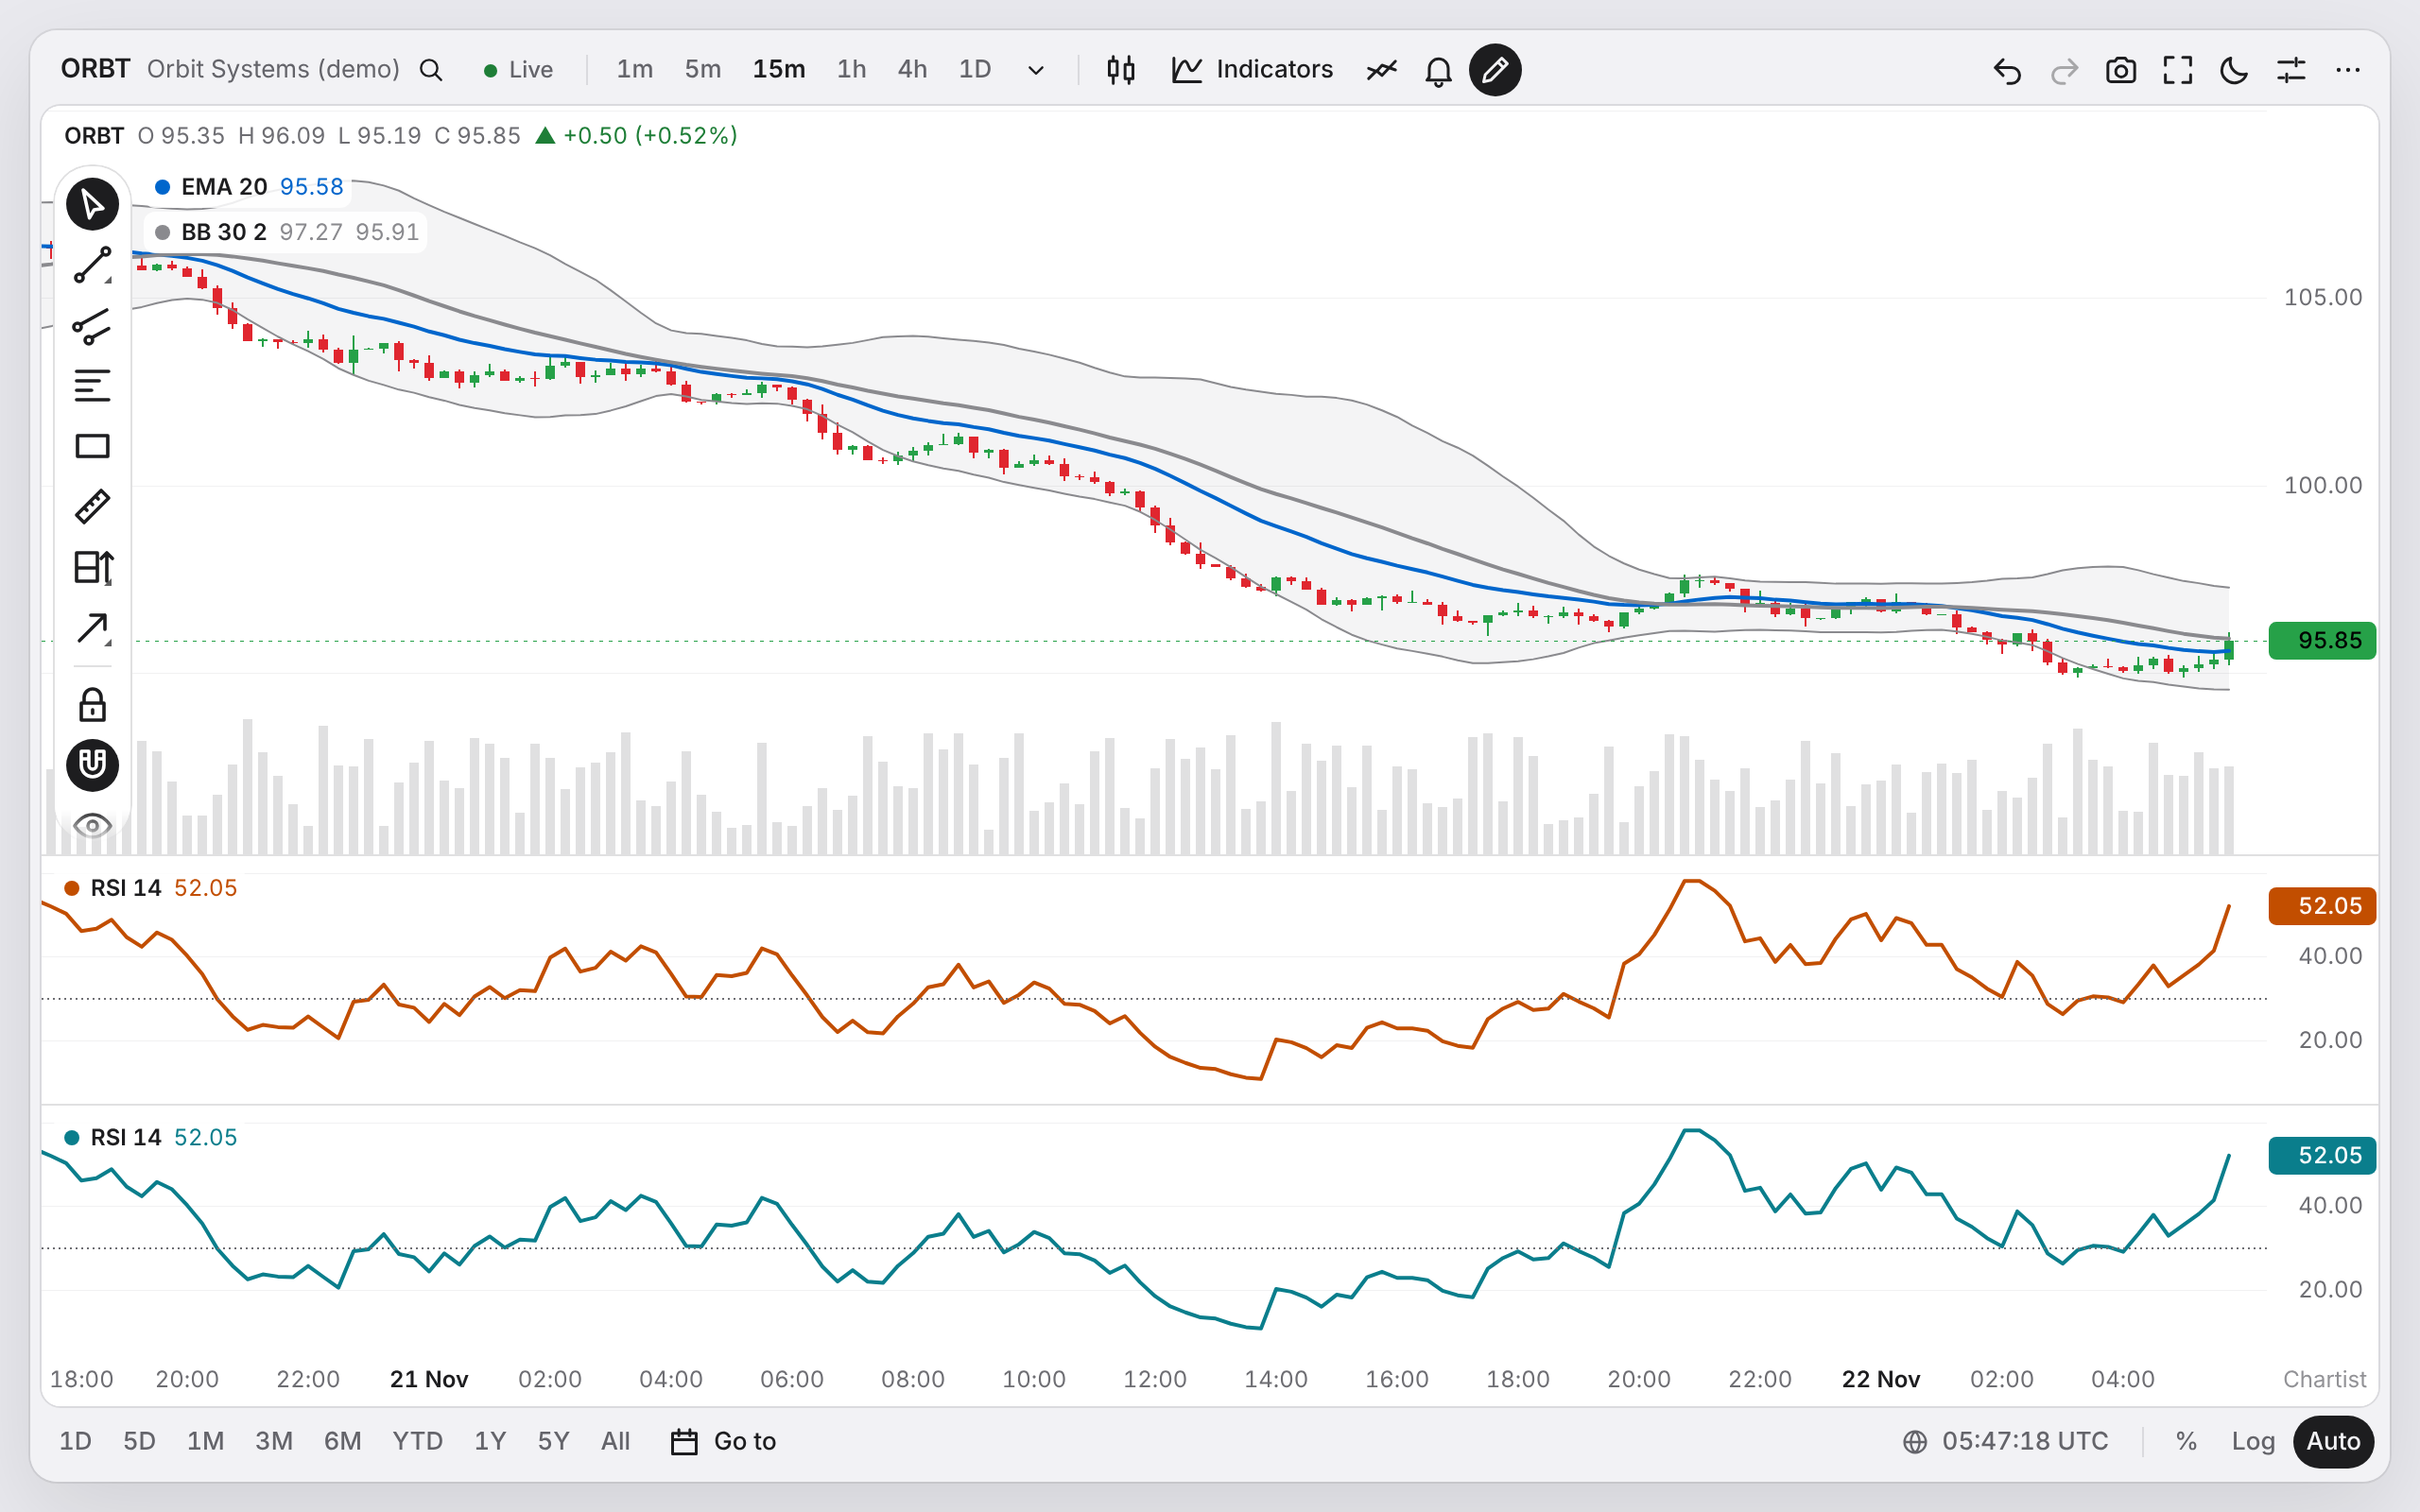 ORBT Orbit Systems (demo) Live 1m 5m 15m 1h 4h 1D Indicators
ORBT O 95.35 H 96.09 L 95.19 C 95.85 ▲ +0.50 (+0.52%)
EMA 20 95.58
BB 30 2 97.27 95.91
105.00
100.00
95.85
RSI 14 52.05
52.05
40.00
20.00
RSI 14 52.05
52.05
40.00
20.00
18:00 20:00 22:00 21 Nov 02:00 04:00 06:00 08:00 10:00 12:00 14:00 16:00 18:00 20:00 22:00 22 Nov 02:00 04:00 Chartist
1D 5D 1M 3M 6M YTD 1Y 5Y All Go to 05:47:18 UTC % Log Auto